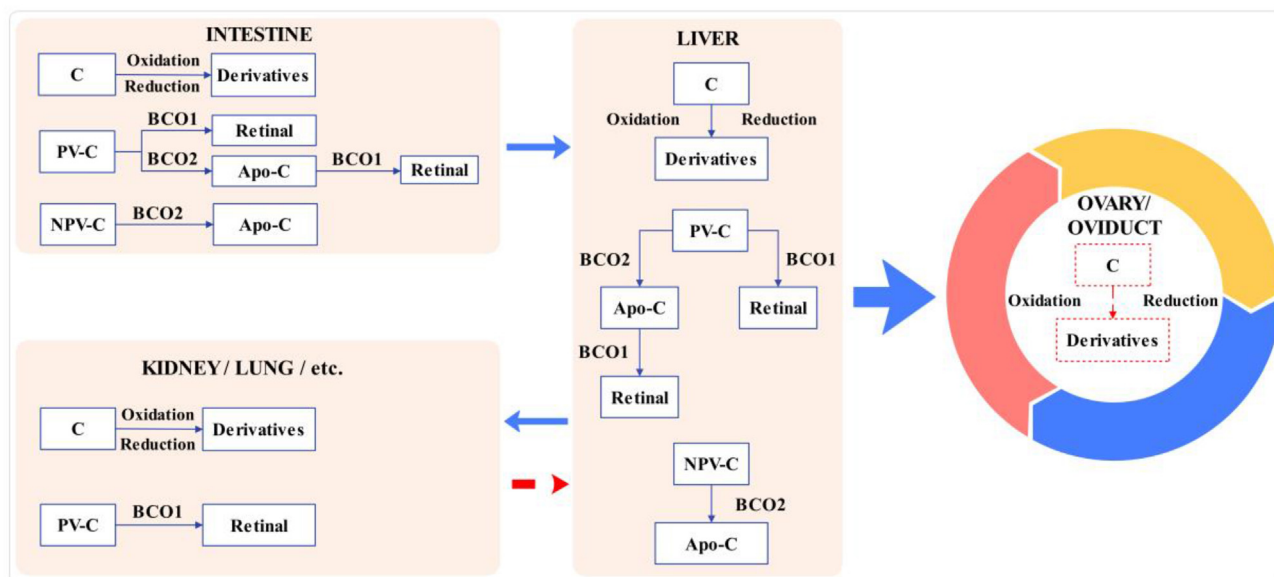 INTESTINE
C
Oxidation
Reduction
Derivatives
PV-C
BCO1
Retinal
BCO2
Apo-C
BCO1
Retinal
NPV-C
BCO2
Apo-C
KIDNEY / LUNG / etc.
C
Oxidation
Reduction
Derivatives
PV-C
BCO1
Retinal
LIVER
C
Oxidation
Reduction
Derivatives
PV-C
BCO2
BCO1
Apo-C
Retinal
BCO1
Retinal
NPV-C
BCO2
Apo-C
OVARY/
OVIDUCT
C
Oxidation
Reduction
Derivatives